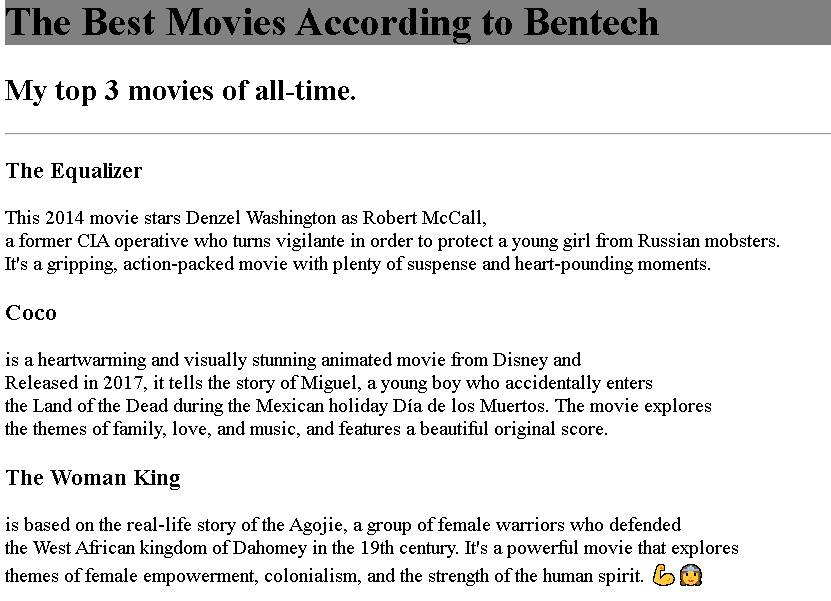 The Best Movies According to Bentech
My top 3 movies of all-time.
The Equalizer
This 2014 movie stars Denzel Washington as Robert McCall,
a former CIA operative who turns vigilante in order to protect a young girl from Russian mobsters.
It's a gripping, action-packed movie with plenty of suspense and heart-pounding moments.
Coco
is a heartwarming and visually stunning animated movie from Disney and
Released in 2017, it tells the story of Miguel, a young boy who accidentally enters
the Land of the Dead during the Mexican holiday Día de los Muertos. The movie explores
the themes of family, love, and music, and features a beautiful original score.
The Woman King
is based on the real-life story of the Agojie, a group of female warriors who defended
the West African kingdom of Dahomey in the 19th century. It's a powerful movie that explores
themes of female empowerment, colonialism, and the strength of the human spirit. 💪👸